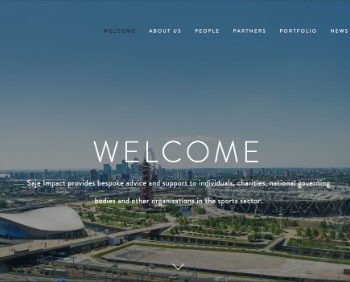 WELCOME ABOUT US PEOPLE PARTNERS PORTFOLIO NEWS
WELCOME
Saje Impact provides bespoke advice and support to individuals, charities, national governing
bodies and other organisations in the sports sector.